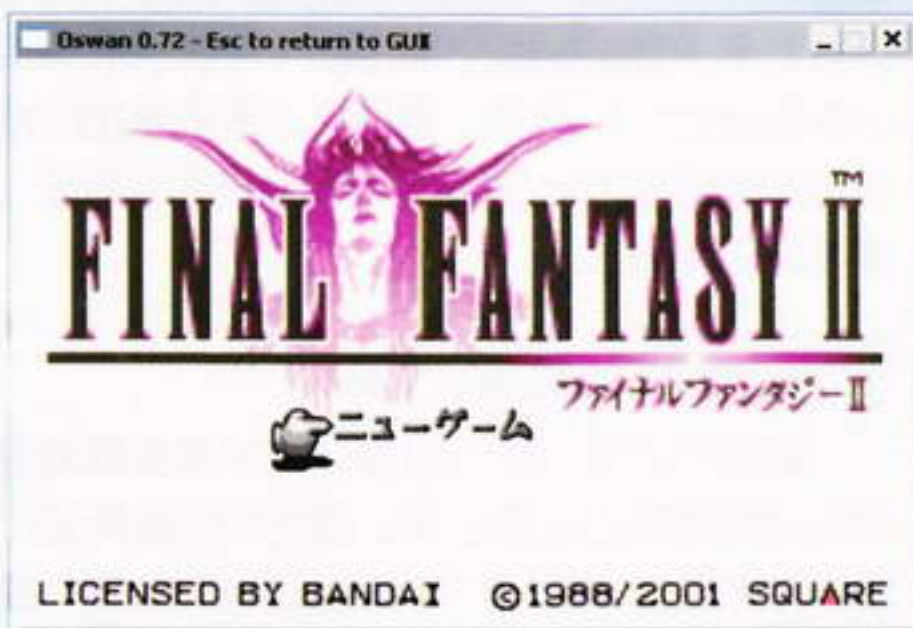 Oswan 0.72 - Esc to return to GUI
FINAL FANTASY II TM
ファイナルファンタジーII
ニューゲーム
LICENSED BY BANDAI ©1988/2001 SQUARE